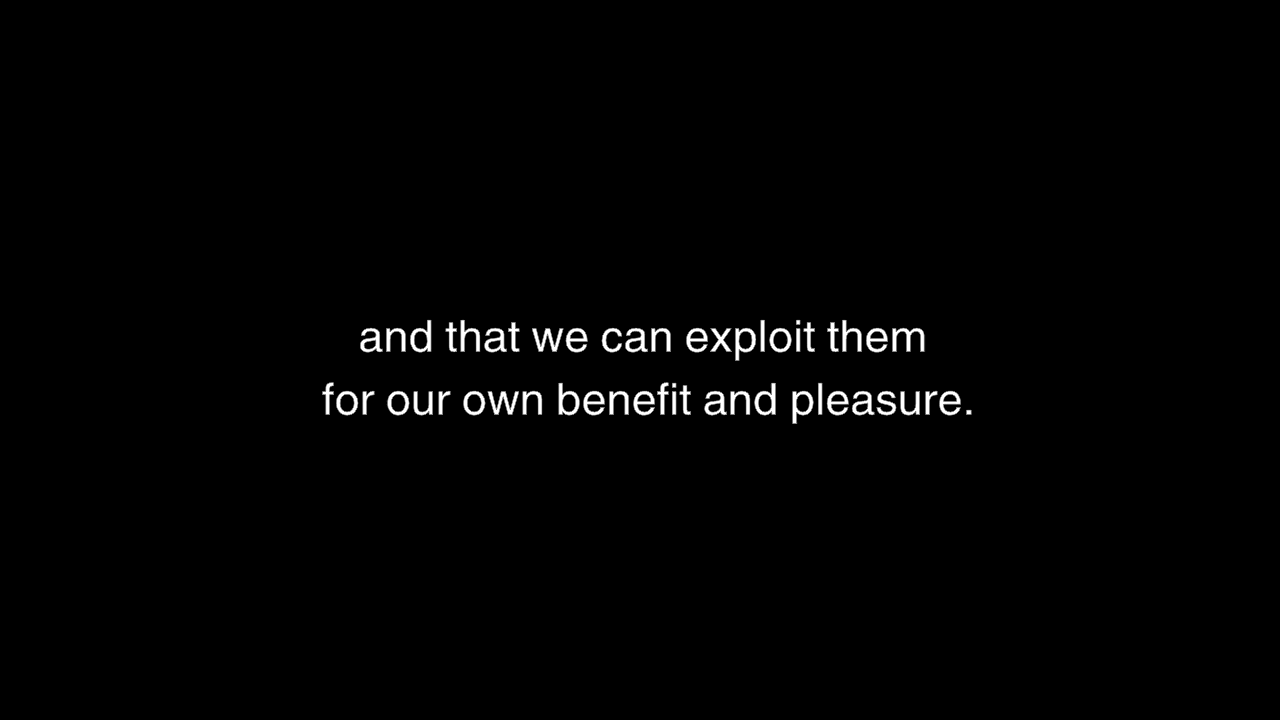 and that we can exploit them
for our own benefit and pleasure.